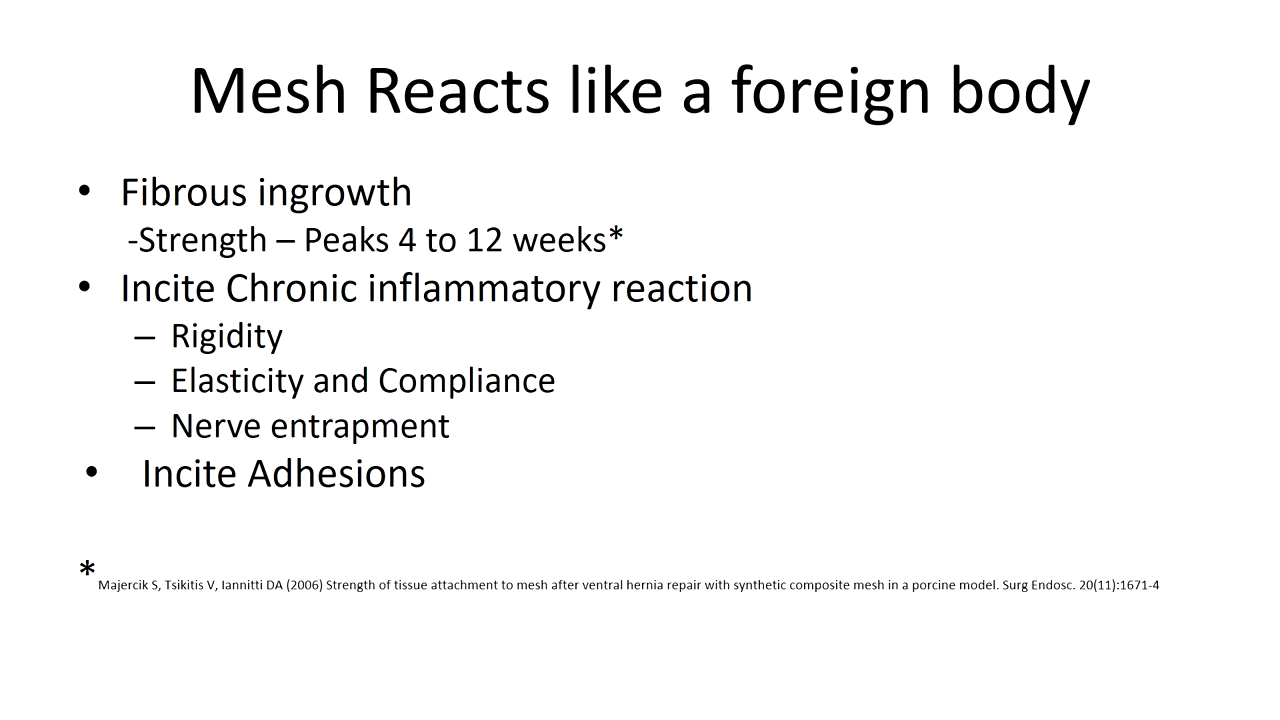 Mesh Reacts like a foreign body
• Fibrous ingrowth
-Strength – Peaks 4 to 12 weeks*
• Incite Chronic inflammatory reaction
– Rigidity
– Elasticity and Compliance
– Nerve entrapment
• Incite Adhesions
* Majercik S, Tsikitis V, Iannitti DA (2006) Strength of tissue attachment to mesh after ventral hernia repair with synthetic composite mesh in a porcine model. Surg Endosc. 20(11):1671-4